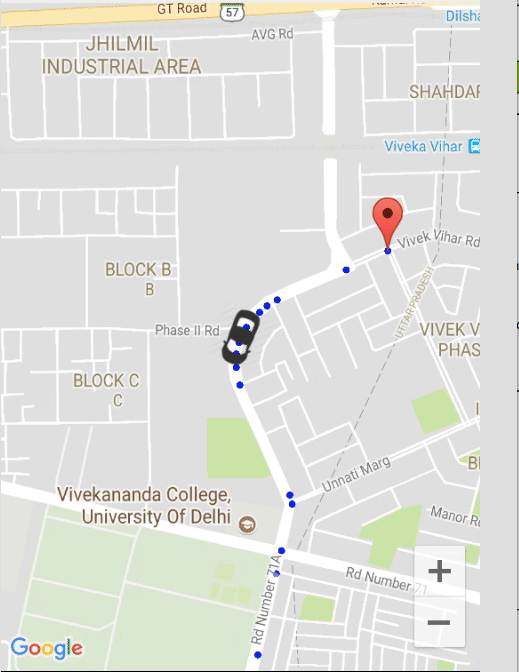 GT Road
57
AVG Rd
Dilsha
JHILMIL
INDUSTRIAL AREA
SHAHDAR
Viveka Vihar
Vivek Vihar Rd
BLOCK B
B
UTTAR PRADESH
Phase II Rd
VIVEK V
PHAS
BLOCK C
C
Unnati Marg
Vivekananda College,
University Of Delhi
Manor Rd
Rd Number 71
Rd Number 71A
+
−
Google